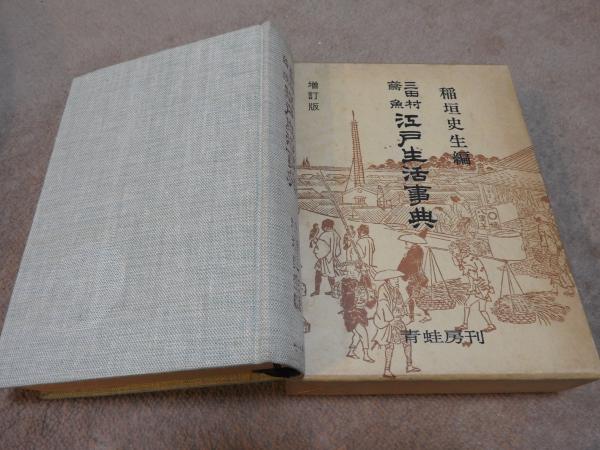 稲垣史生編
三田村
鳶魚
江戸生活事典
増訂版
青蛙房刊